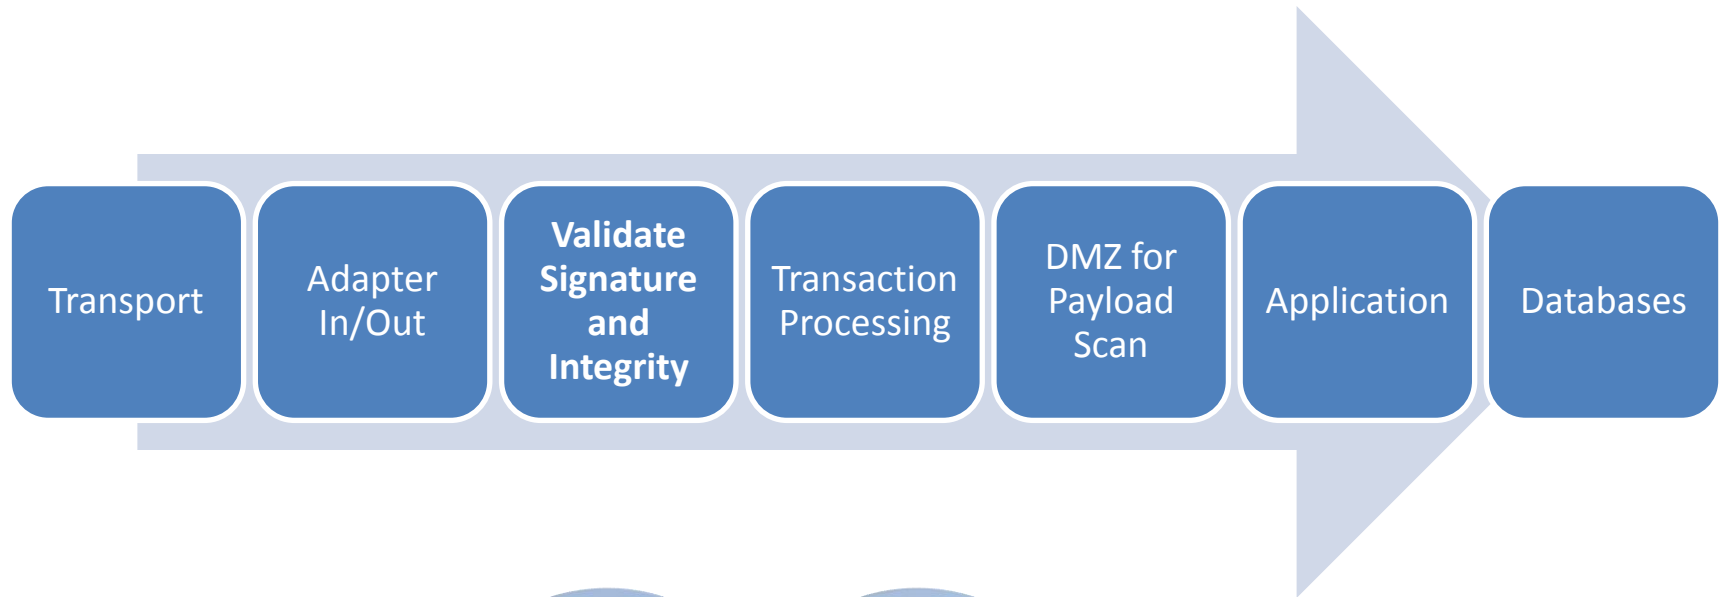 Transport
Adapter
In/Out
Validate
Signature
and
Integrity
Transaction
Processing
DMZ for
Payload
Scan
Application
Databases